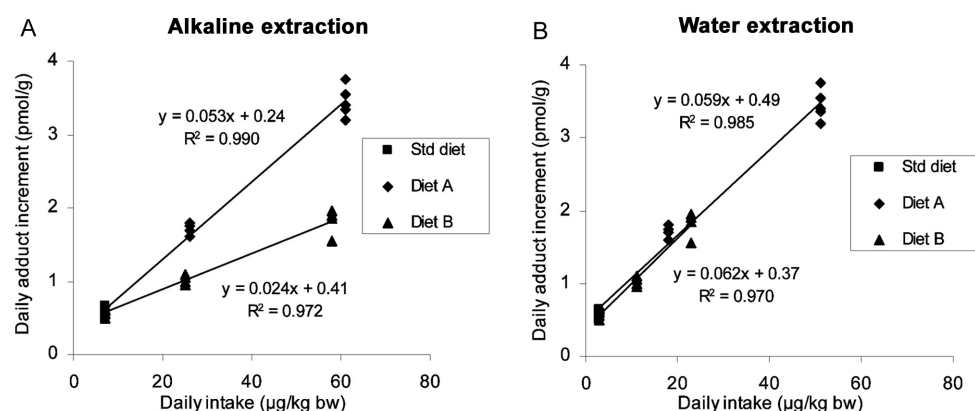 A
Alkaline extraction
Daily adduct increment (pmol/g)
4
3
2
1
0
y = 0.053x + 0.24
R² = 0.990
y = 0.024x + 0.41
R² = 0.972
Std diet
Diet A
Diet B
0 20 40 60 80
Daily intake (µg/kg bw)
B
Water extraction
Daily adduct increment (pmol/g)
4
3
2
1
0
y = 0.059x + 0.49
R² = 0.985
y = 0.062x + 0.37
R² = 0.970
Std diet
Diet A
Diet B
0 20 40 60 80
Daily intake (µg/kg bw)